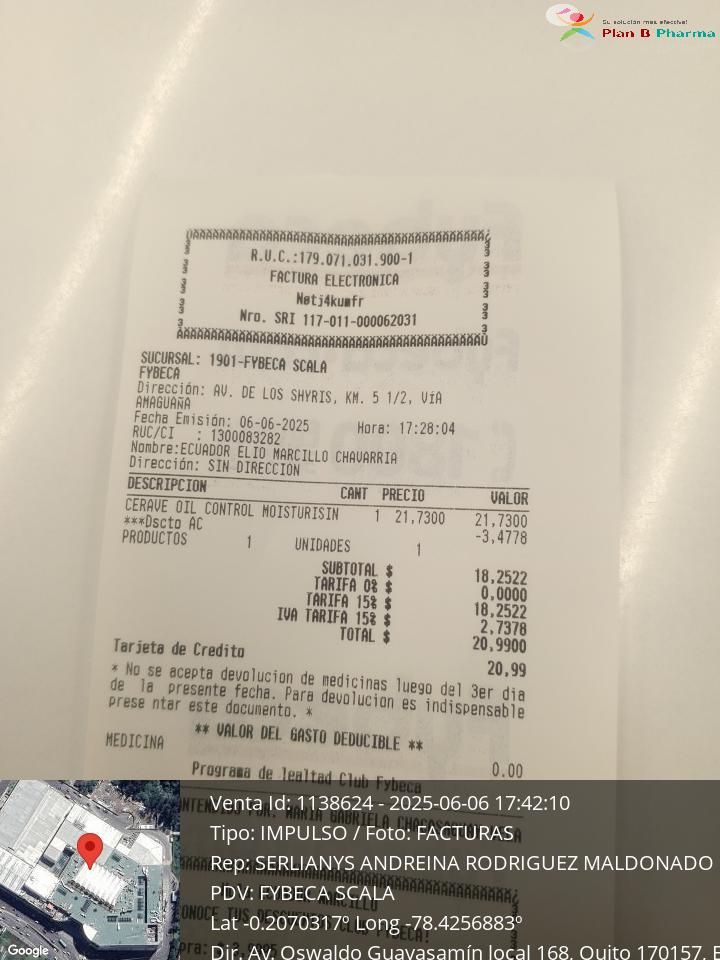 Su solución más efectiva!
Plan B Pharma
R.U.C.:179.071.031.900-1
FACTURA ELECTRONICA
Nøtj4kumfr
Nro. SRI 117-011-000062031
SUCURSAL: 1901-FYBECA SCALA
FYBECA
Dirección: AV. DE LOS SHYRIS, KM. 5 1/2, VíA
AMAGUAñA
Fecha Emisión: 06-06-2025 Hora: 17:28:04
RUC/CI : 1300083282
Nombre:ECUADOR ELIO MARCILLO CHAVARRIA
Dirección: SIN DIRECCION
DESCRIPCION CANT PRECIO VALOR
CERAVE OIL CONTROL MOISTURISIN 1 21,7300 21,7300
***Dscto AC -3,4778
PRODUCTOS 1 UNIDADES 1
SUBTOTAL $ 18,2522
TARIFA 0% $ 0,0000
TARIFA 15% $ 18,2522
IVA TARIFA 15% $ 2,7378
TOTAL $ 20,9900
Tarjeta de Credito 20,99
* No se acepta devolucion de medicinas luego del 3er dia
de la presente fecha. Para devolucion es indispensable
prese ntar este documento. *
** VALOR DEL GASTO DEDUCIBLE **
MEDICINA 0.00
Programa de lealtad Club Fybeca
Venta Id: 1138624 - 2025-06-06 17:42:10
Tipo: IMPULSO / Foto: FACTURAS
Rep: SERLIANYS ANDREINA RODRIGUEZ MALDONADO
PDV: FYBECA SCALA
Lat -0.2070317º Long -78.4256883º
Dir. Av. Oswaldo Guayasamín local 168, Quito 170157, E
Google